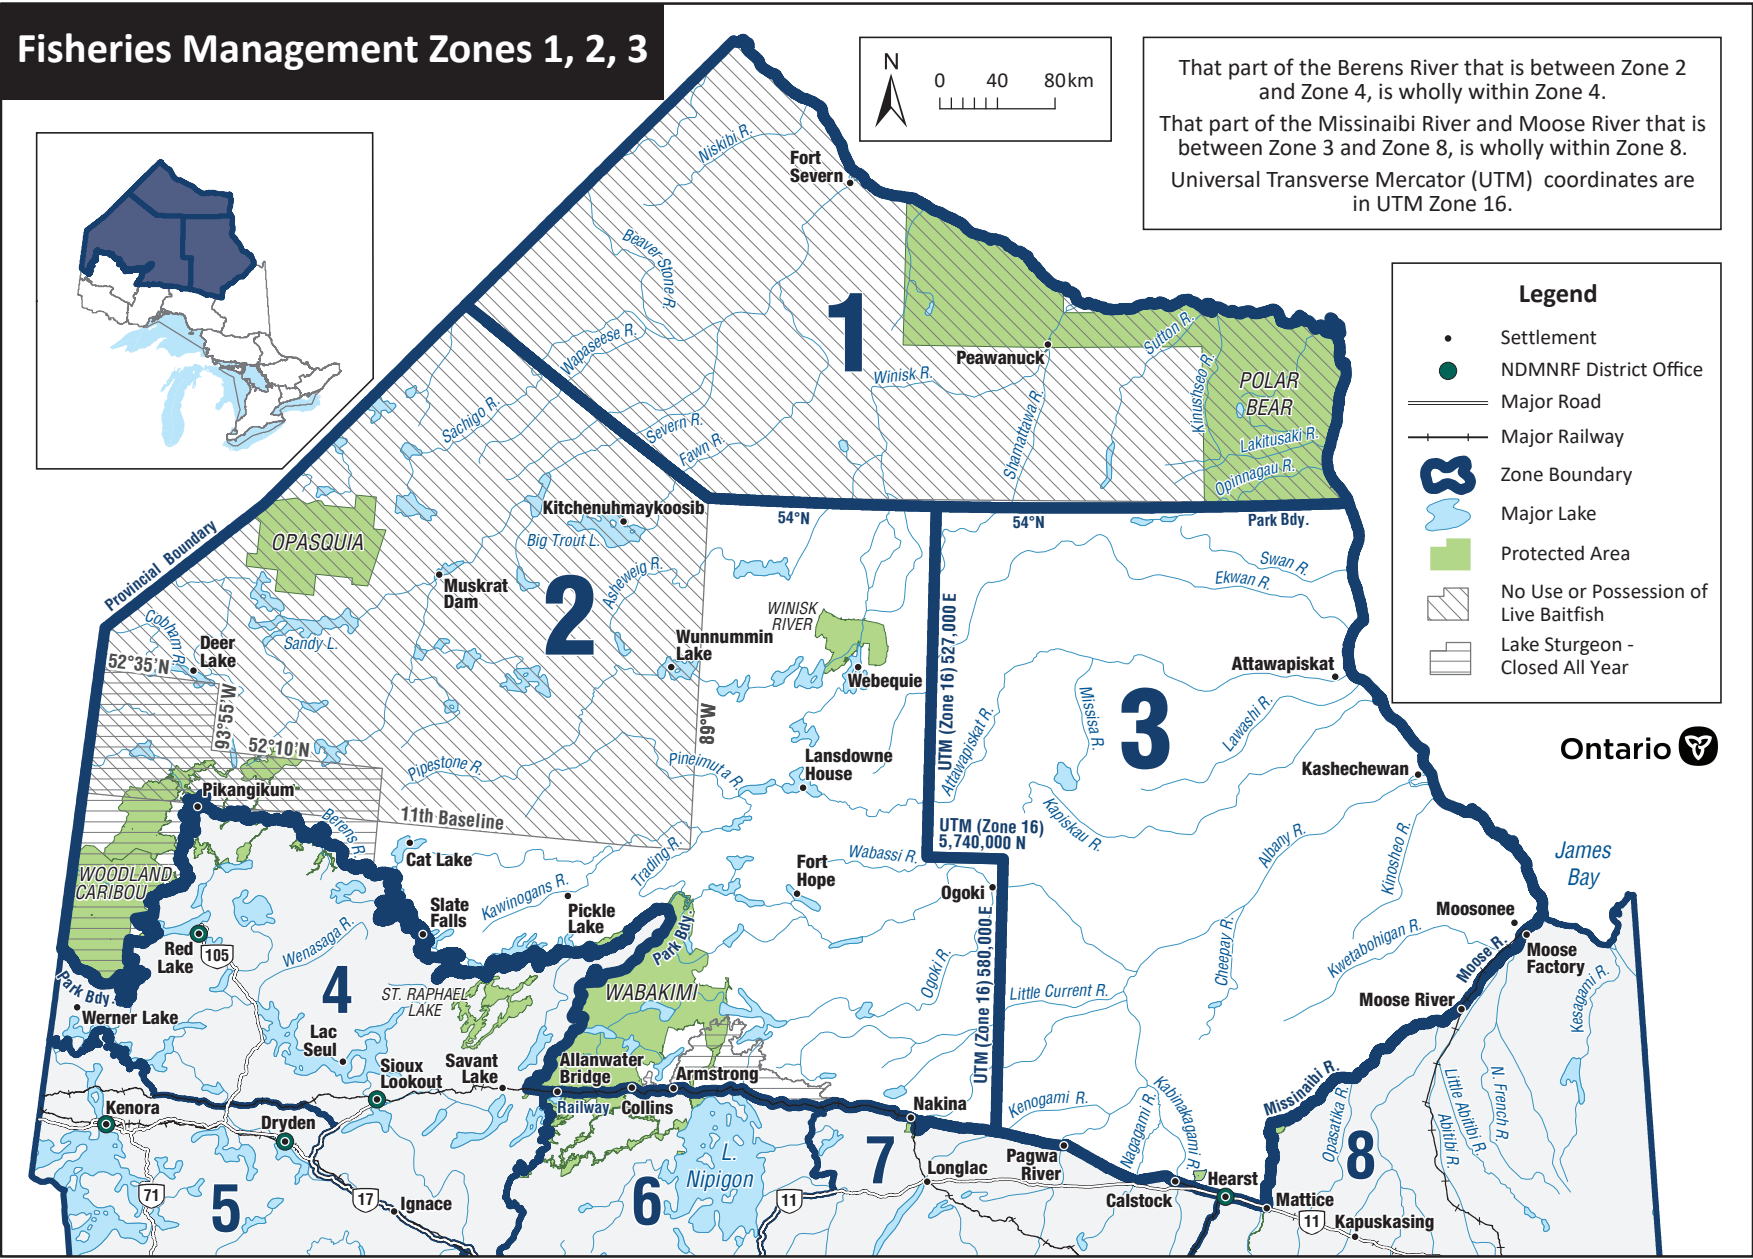 Fisheries Management Zones 1, 2, 3
N
0 40 80 km
That part of the Berens River that is between Zone 2
and Zone 4, is wholly within Zone 4.
That part of the Missinaibi River and Moose River that is
between Zone 3 and Zone 8, is wholly within Zone 8.
Universal Transverse Mercator (UTM) coordinates are
in UTM Zone 16.
Legend
Settlement
NDMNRF District Office
Major Road
Major Railway
Zone Boundary
Major Lake
Protected Area
No Use or Possession of
Live Baitfish
Lake Sturgeon -
Closed All Year
Ontario
Niskibi R.
Fort
Severn
Beaver Stone R.
1
Wapaseese R.
Peawanuck
Sutton R.
Winisk R.
Kinushseo R.
POLAR
BEAR
Shamattawa R.
Sachigo R.
Severn R.
Fawn R.
Lakitusaki R.
Opinnagau R.
Kitchenuhmaykoosib
54°N
54°N
Park Bdy.
Big Trout L.
OPASQUIA
Provincial Boundary
Muskrat
Dam
2
Asheweig R.
Swan R.
Ekwan R.
WINISK
RIVER
UTM (Zone 16) 527,000 E
Cobham R.
Deer
Lake
Sandy L.
Wunnummin
Lake
Webequie
52°35'N
93°55'W
52°10'N
89°W
Attawapiskat
Missisa R.
3
Lawashi R.
Attawapiskat R.
Pipestone R.
Pineimuta R.
Lansdowne
House
Kashechewan
Pikangikum
11th Baseline
Berens R.
Kapiskau R.
UTM (Zone 16)
5,740,000 N
Albany R.
Kinosheo R.
James
Bay
Cat Lake
Trading R.
Wabassi R.
Fort
Hope
Ogoki
WOODLAND
CARIBOU
Kawinogans R.
Slate
Falls
Pickle
Lake
Moosonee
Moose
Factory
Moose R.
Red
Lake
105
Wenasaga R.
Park Bdy.
Cheepay R.
Kwetabohigan R.
Park Bdy.
Werner Lake
4
ST. RAPHAEL
LAKE
WABAKIMI
Ogoki R.
UTM (Zone 16) 580,000 E
Little Current R.
Moose River
Kesagami R.
Lac
Seul
Sioux
Lookout
Savant
Lake
Allanwater
Bridge
Armstrong
Railway
Collins
Nakina
Kenogami R.
Nagagami R.
Kabinakagami R.
Missinaibi R.
Opasatika R.
Little Abitibi R.
Abitibi R.
N. French R.
Kenora
Dryden
7
Pagwa
River
8
L.
Nipigon
Longlac
Calstock
Hearst
Mattice
71
5
17
Ignace
6
11
11
Kapuskasing